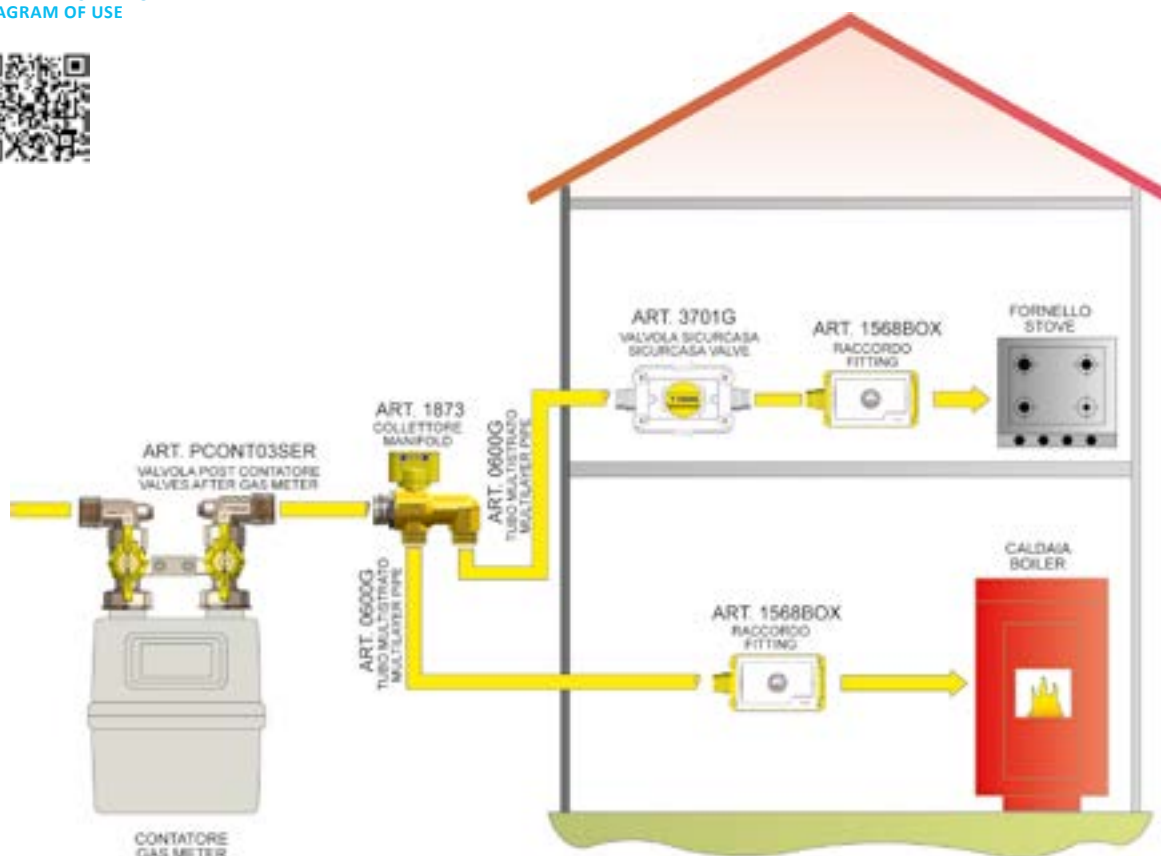 AGRAM OF USE
ART. 3701G
VALVOLA SICURCASA
SICURCASA VALVE
ART. 1568BOX
RACCORDO
FITTING
FORNELLO
STOVE
ART. 1873
COLLETTORE
MANIFOLD
ART. PCONT03SER
VALVOLA POST CONTATORE
VALVES AFTER GAS METER
ART. 0600G
TUBO MULTISTRATO
MULTILAYER PIPE
ART. 0600G
TUBO MULTISTRATO
MULTILAYER PIPE
CALDAIA
BOILER
ART. 1568BOX
RACCORDO
FITTING
CONTATORE
GAS METER